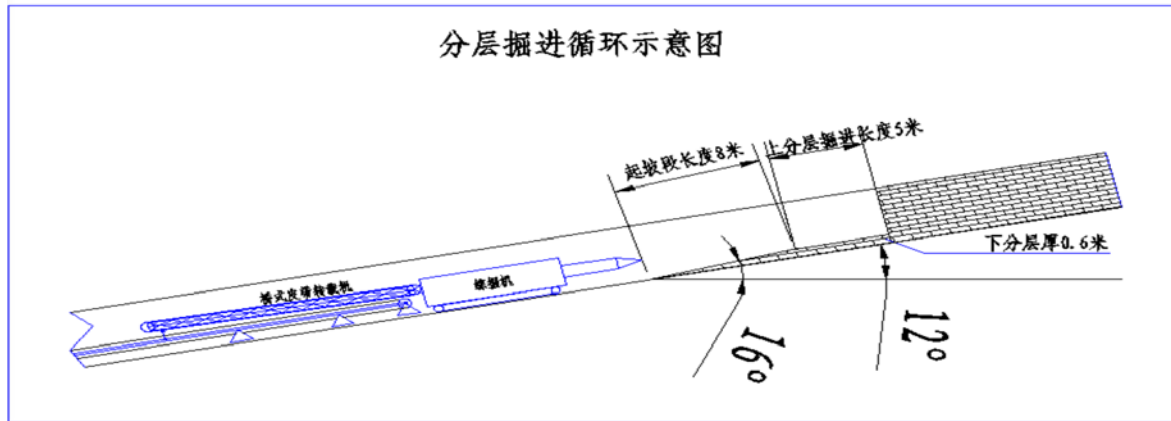 分层掘进循环示意图
上分层掘进长度5米
起坡段长度8米
下分层厚0.6米
桥式皮带转载机
综掘机
16°
12°